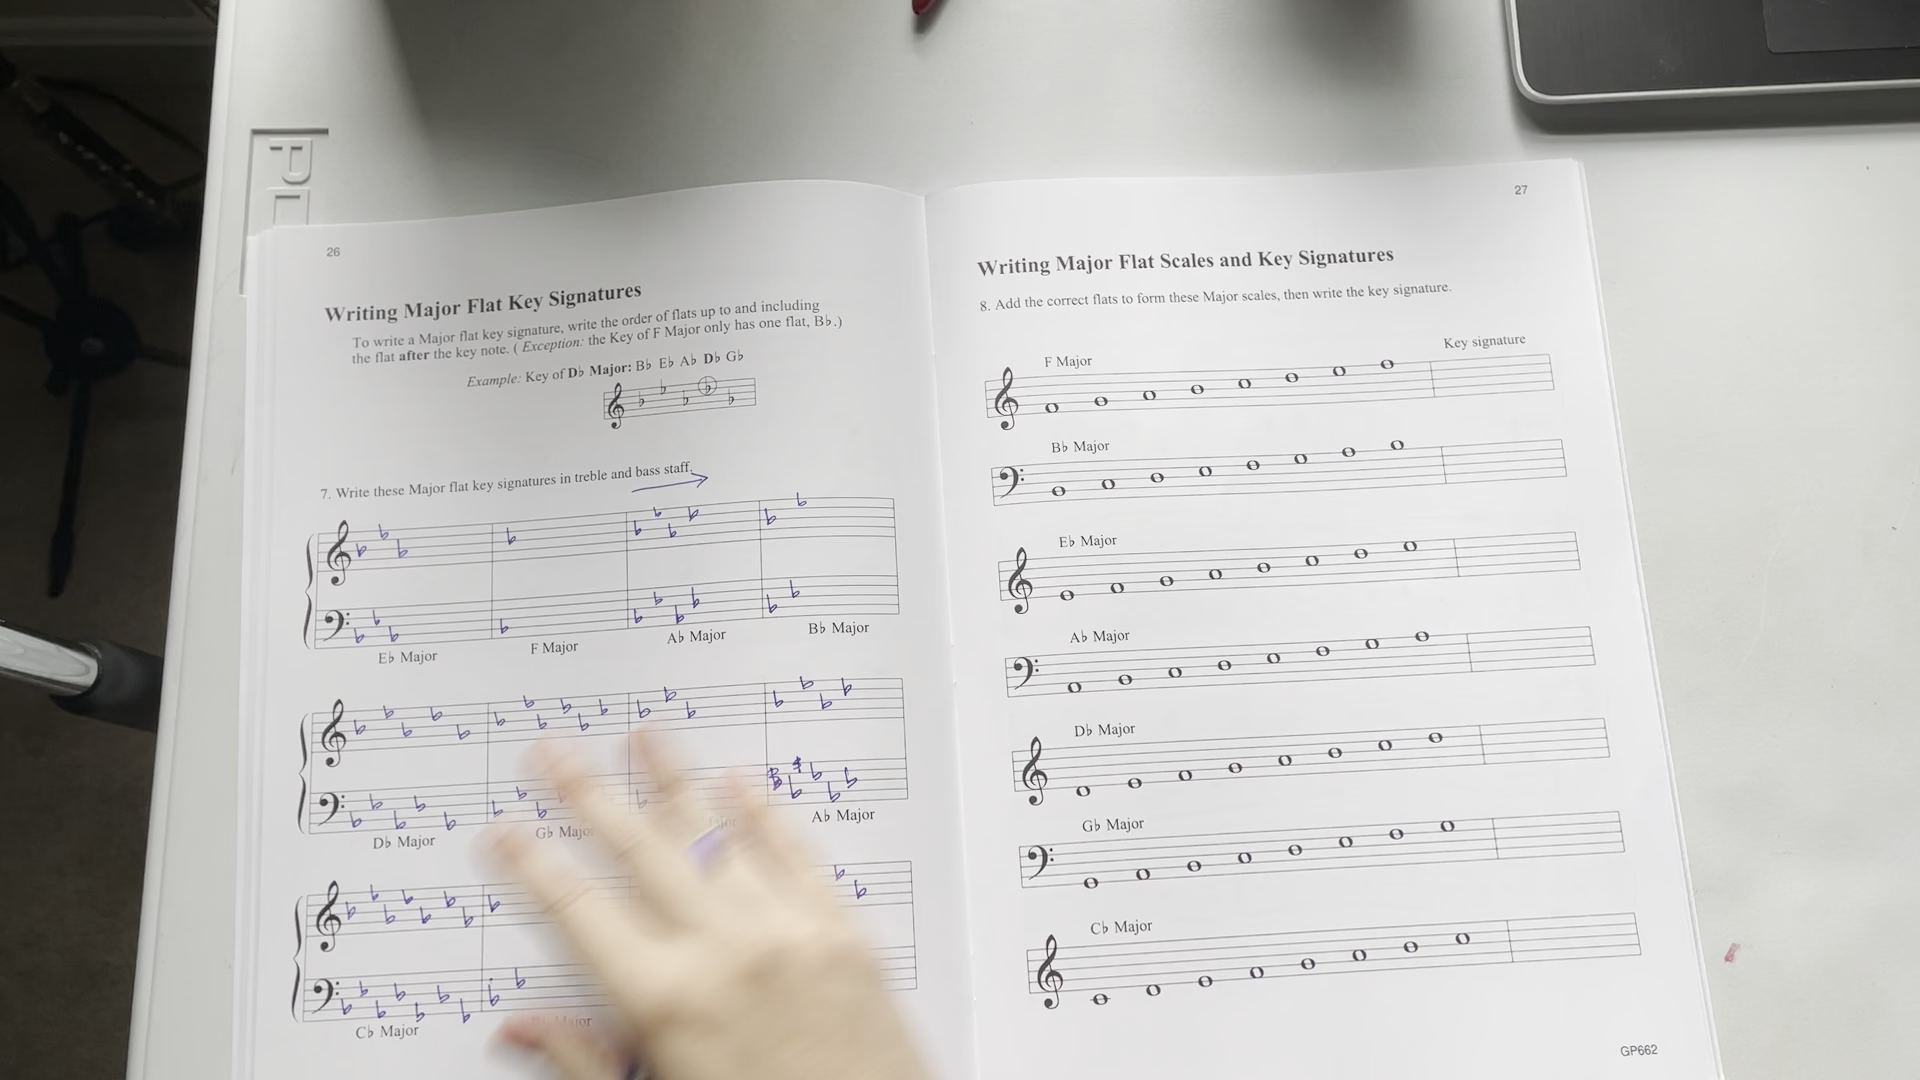 26
Writing Major Flat Key Signatures
To write a Major flat key signature, write the order of flats up to and including
the flat after the key note. ( Exception: the Key of F Major only has one flat, B♭.)
Example: Key of D♭ Major: B♭ E♭ A♭ D♭ G♭
7. Write these Major flat key signatures in treble and bass staff.
E♭ Major
F Major
A♭ Major
B♭ Major
D♭ Major
G♭ Major
A♭ Major
C♭ Major
Major
27
Writing Major Flat Scales and Key Signatures
8. Add the correct flats to form these Major scales, then write the key signature.
Key signature
F Major
B♭ Major
E♭ Major
A♭ Major
D♭ Major
G♭ Major
C♭ Major
GP662